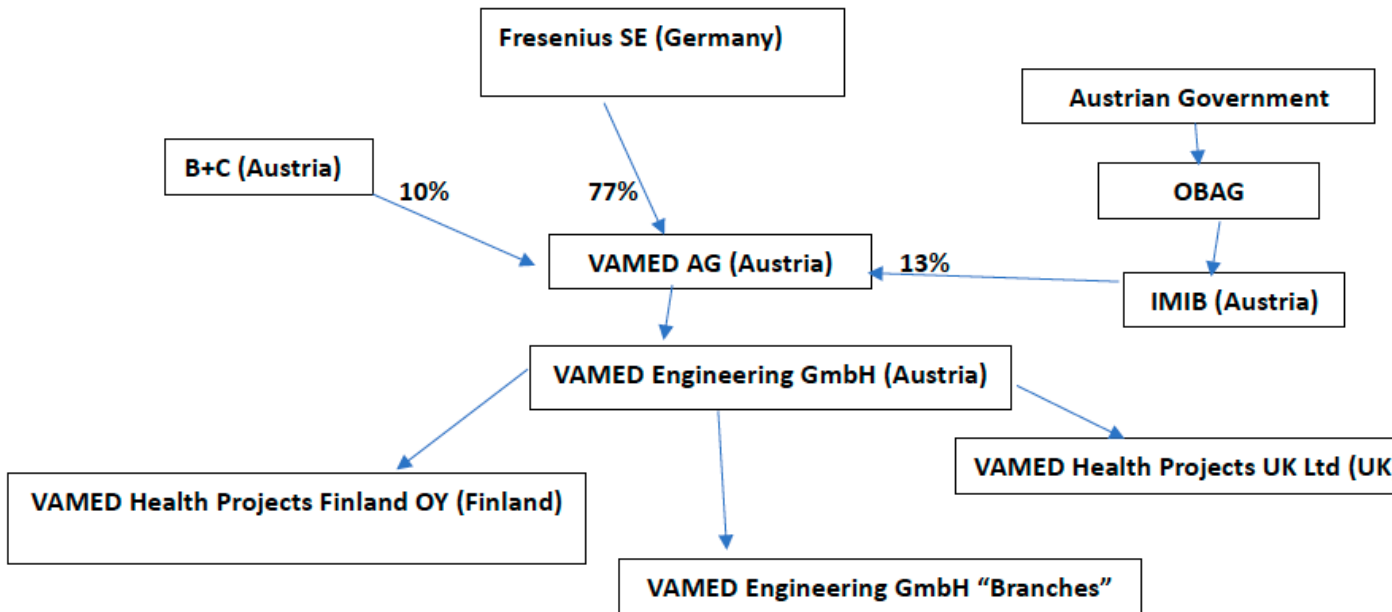 Fresenius SE (Germany)
Austrian Government
B+C (Austria)
10%
77%
OBAG
VAMED AG (Austria)
13%
IMIB (Austria)
VAMED Engineering GmbH (Austria)
VAMED Health Projects UK Ltd (UK
VAMED Health Projects Finland OY (Finland)
VAMED Engineering GmbH “Branches”